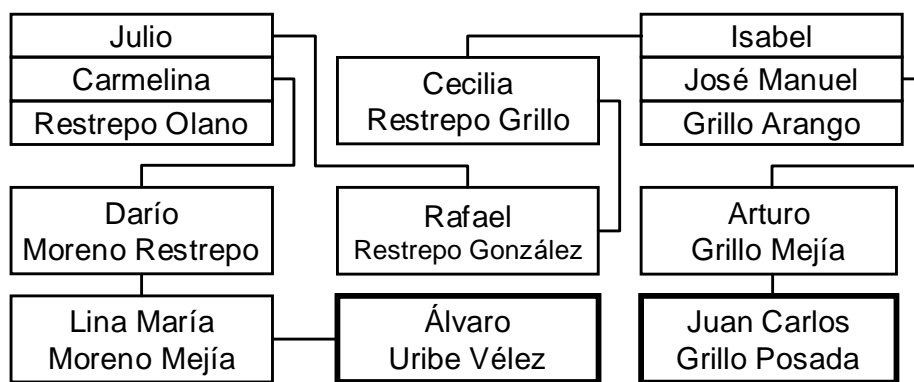 Julio
Carmelina
Restrepo Olano
Cecilia
Restrepo Grillo
Isabel
José Manuel
Grillo Arango
Darío
Moreno Restrepo
Rafael
Restrepo González
Arturo
Grillo Mejía
Lina María
Moreno Mejía
Álvaro
Uribe Vélez
Juan Carlos
Grillo Posada